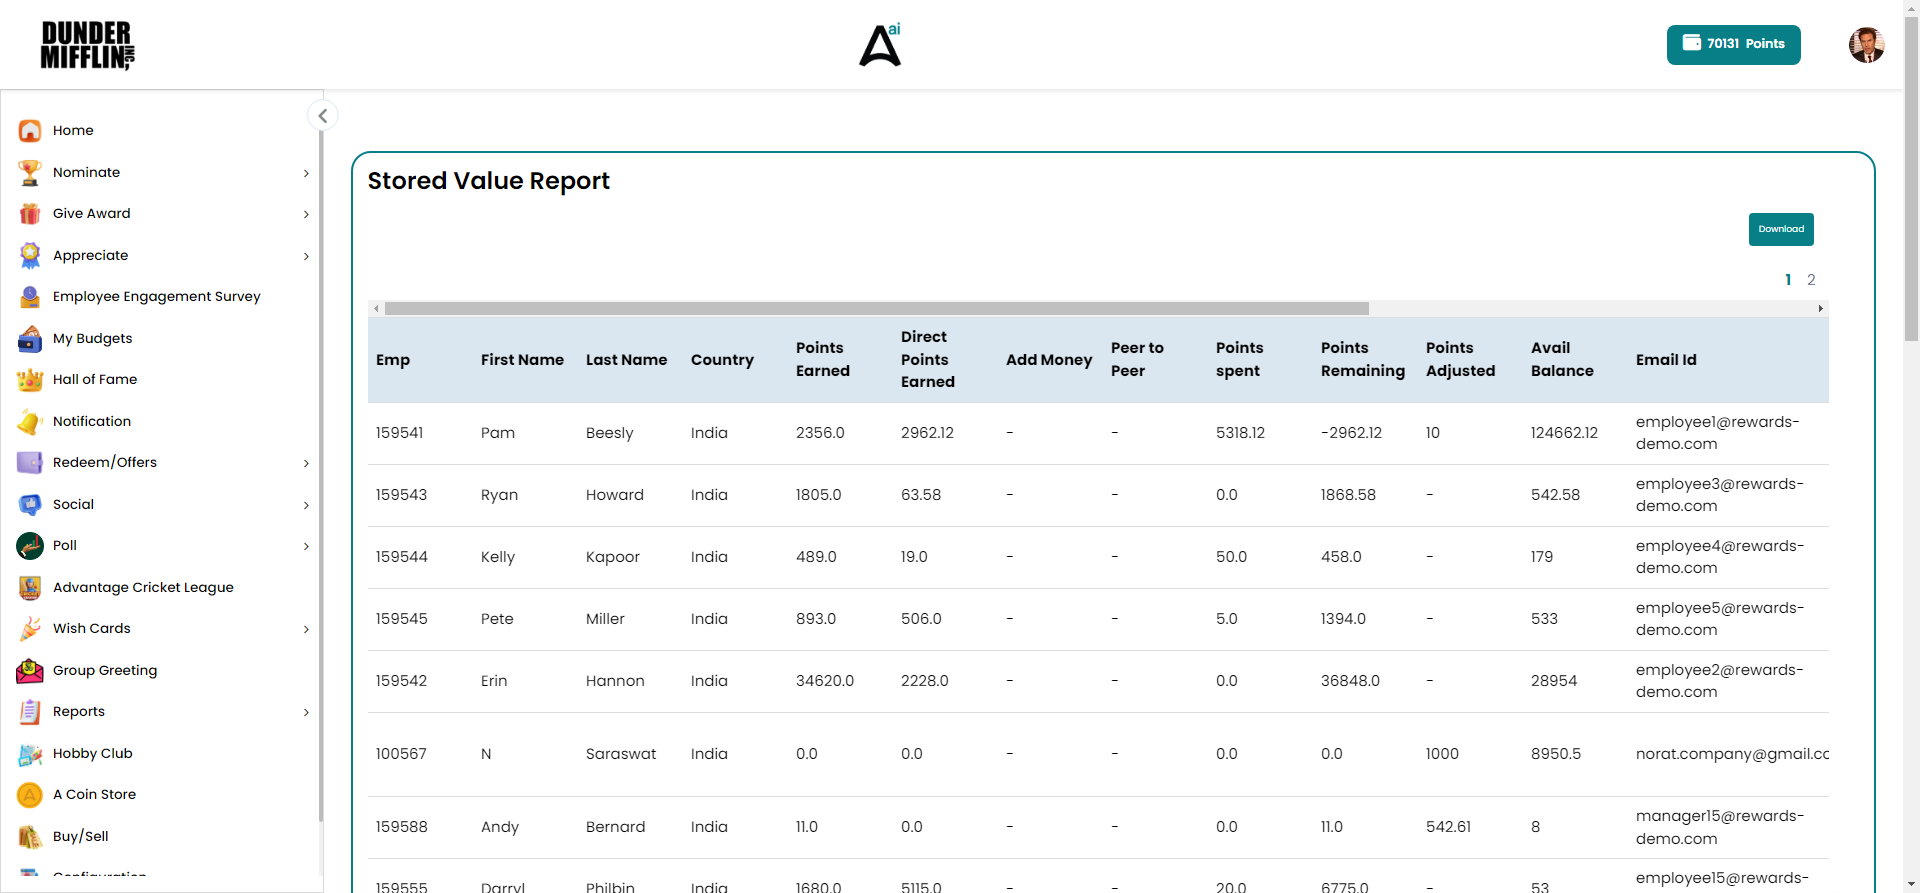 DUNDER
MIFFLIN, INC
ai
70131 Points
Home
Nominate
Give Award
Appreciate
Employee Engagement Survey
My Budgets
Hall of Fame
Notification
Redeem/Offers
Social
Poll
Advantage Cricket League
Wish Cards
Group Greeting
Reports
Hobby Club
A Coin Store
Buy/Sell
Configuration
Stored Value Report
Download
1 2
Emp First Name Last Name Country Points Earned Direct Points Earned Add Money Peer to Peer Points spent Points Remaining Points Adjusted Avail Balance Email Id
159541 Pam Beesly India 2356.0 2962.12 - - 5318.12 -2962.12 10 124662.12 employee1@rewards-demo.com
159543 Ryan Howard India 1805.0 63.58 - - 0.0 1868.58 - 542.58 employee3@rewards-demo.com
159544 Kelly Kapoor India 489.0 19.0 - - 50.0 458.0 - 179 employee4@rewards-demo.com
159545 Pete Miller India 893.0 506.0 - - 5.0 1394.0 - 533 employee5@rewards-demo.com
159542 Erin Hannon India 34620.0 2228.0 - - 0.0 36848.0 - 28954 employee2@rewards-demo.com
100567 N Saraswat India 0.0 0.0 - - 0.0 0.0 1000 8950.5 norat.company@gmail.co
159588 Andy Bernard India 11.0 0.0 - - 0.0 11.0 542.61 8 manager15@rewards-demo.com
159555 Darryl Philbin India 1680.0 5115.0 - - 20.0 6775.0 - 53 employee15@rewards-